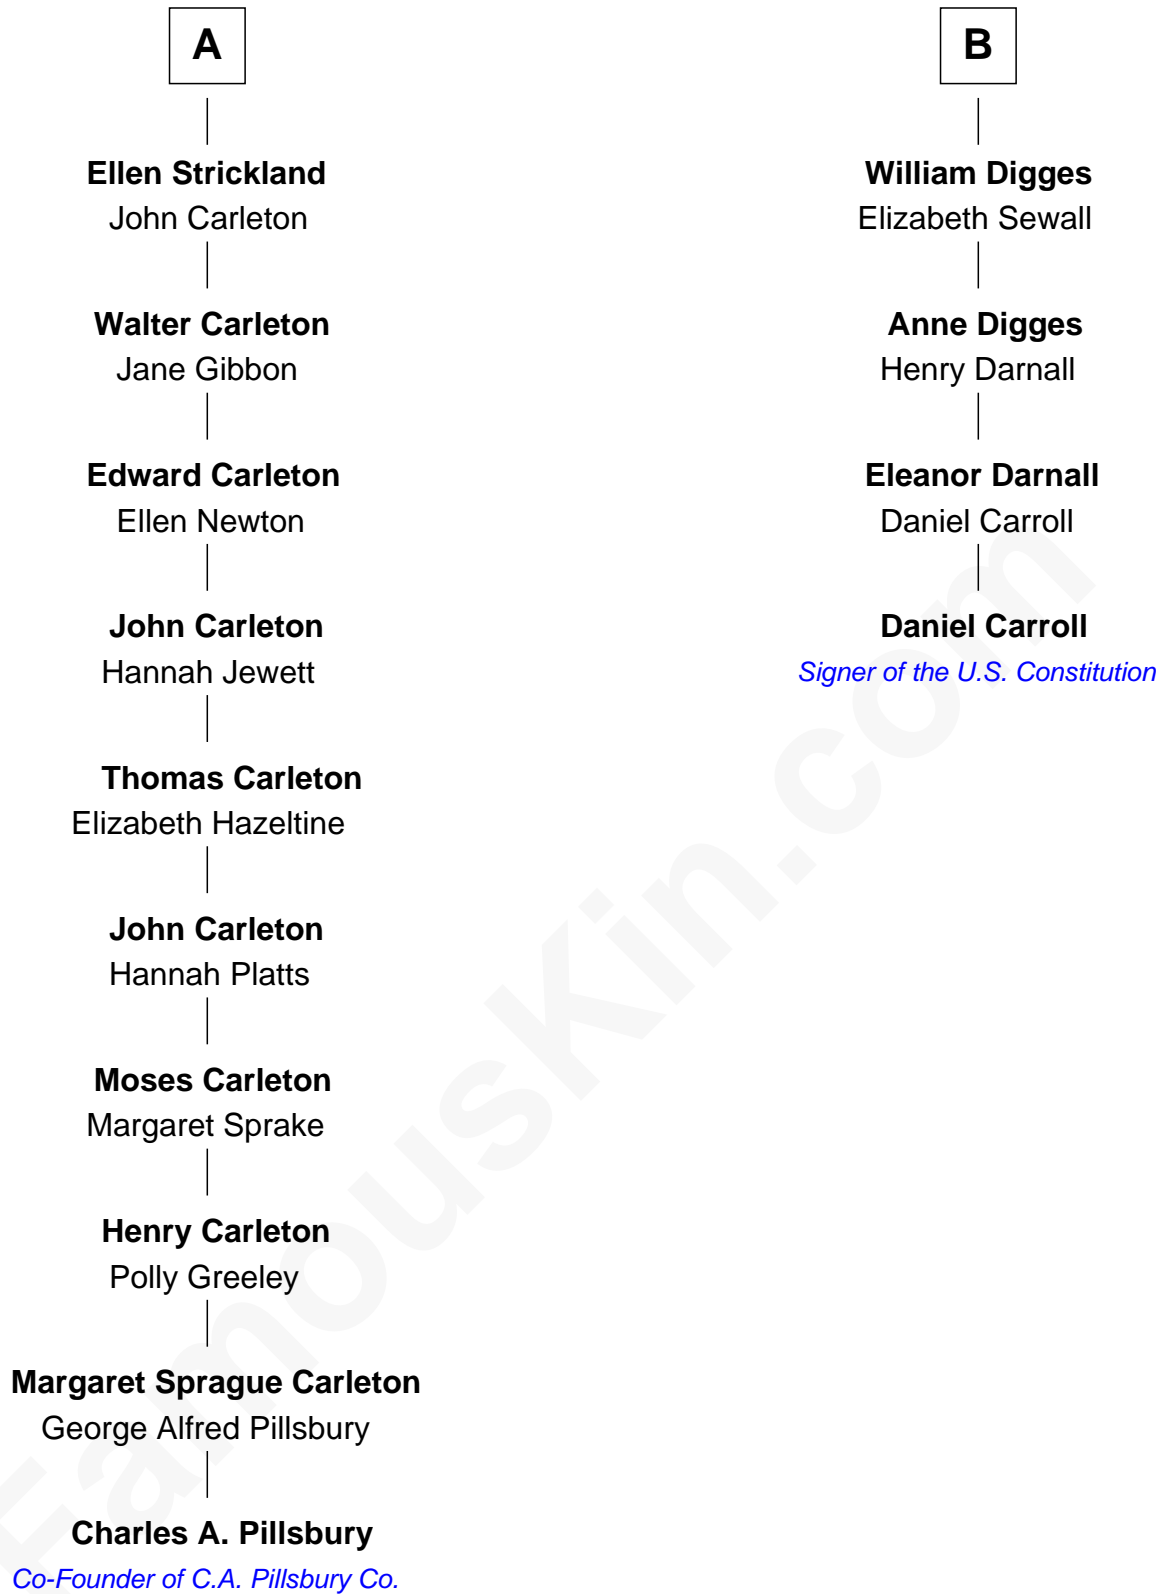 A
Ellen Strickland
John Carleton
Walter Carleton
Jane Gibbon
Edward Carleton
Ellen Newton
John Carleton
Hannah Jewett
Thomas Carleton
Elizabeth Hazeltine
John Carleton
Hannah Platts
Moses Carleton
Margaret Sprake
Henry Carleton
Polly Greeley
Margaret Sprague Carleton
George Alfred Pillsbury
Charles A. Pillsbury
Co-Founder of C.A. Pillsbury Co.
B
William Digges
Elizabeth Sewall
Anne Digges
Henry Darnall
Eleanor Darnall
Daniel Carroll
Daniel Carroll
Signer of the U.S. Constitution
FamousKin.com